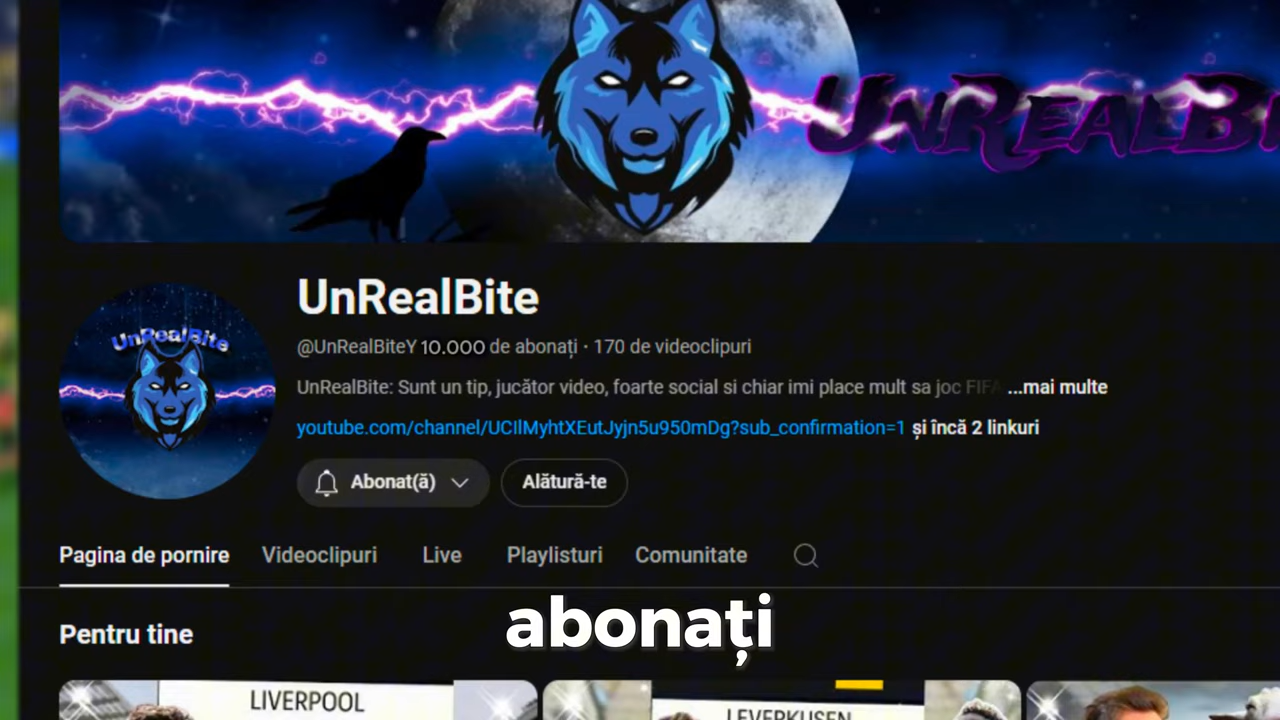 UnRealBi
UnRealBite
UnRealBite
@UnRealBiteY 10.000 de abonați · 170 de videoclipuri
UnRealBite: Sunt un tip, jucător video, foarte social si chiar imi place mult sa joc FIFA ...mai multe
youtube.com/channel/UCIlMyhtXEutJyjn5u950mDg?sub_confirmation=1 și încă 2 linkuri
Abonat(ă) Alătură-te
Pagina de pornire Videoclipuri Live Playlisturi Comunitate
abonați
Pentru tine
LIVERPOOL LEVERKUSEN